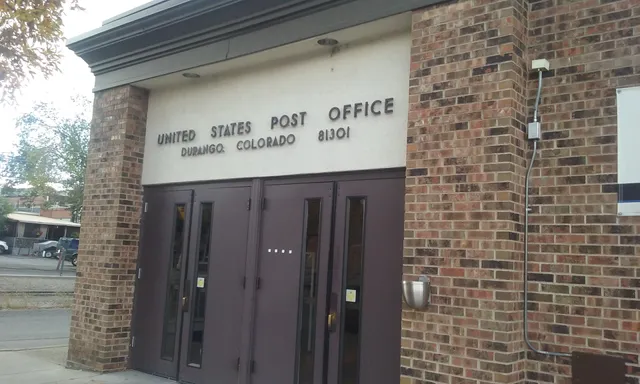 UNITED STATES POST OFFICE
DURANGO, COLORADO 81301